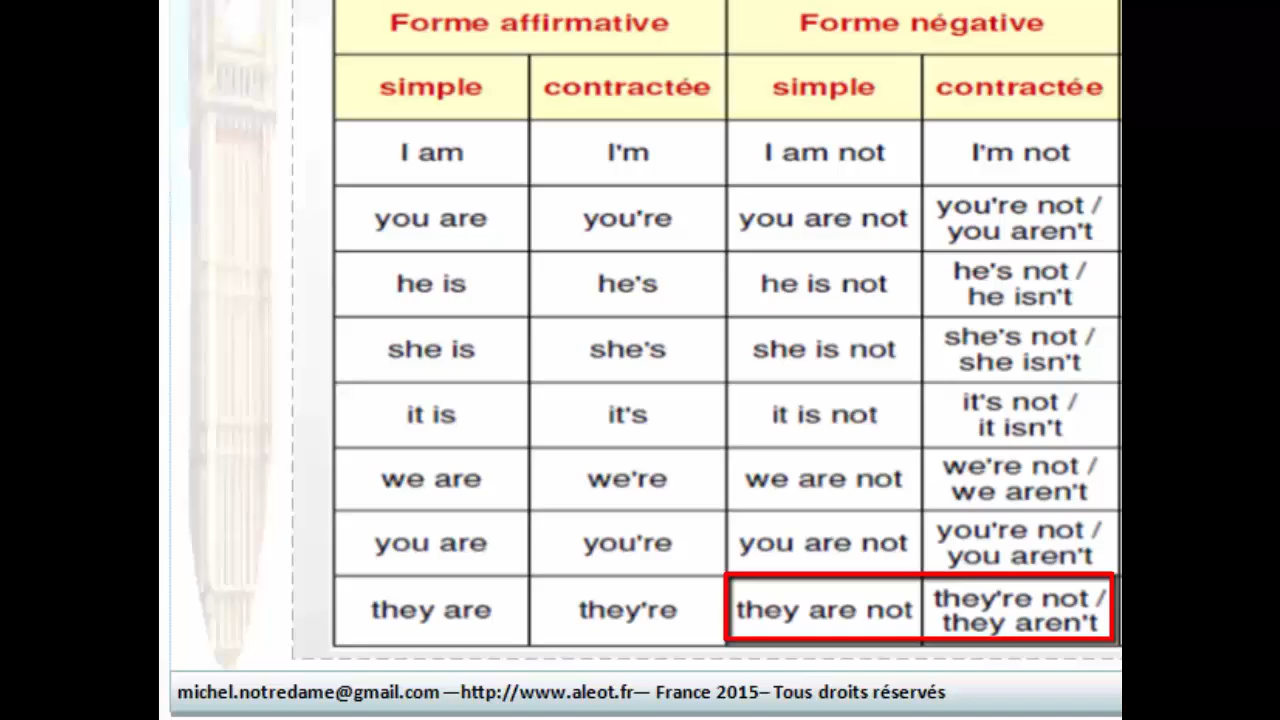 Forme affirmative Forme négative
simple contractée simple contractée
I am I'm I am not I'm not
you are you're you are not you're not /
you aren't
he is he's he is not he's not /
he isn't
she is she's she is not she's not /
she isn't
it is it's it is not it's not /
it isn't
we are we're we are not we're not /
we aren't
you are you're you are not you're not /
you aren't
they are they're they are not they're not /
they aren't
michel.notredame@gmail.com —http://www.aleot.fr— France 2015– Tous droits réservés